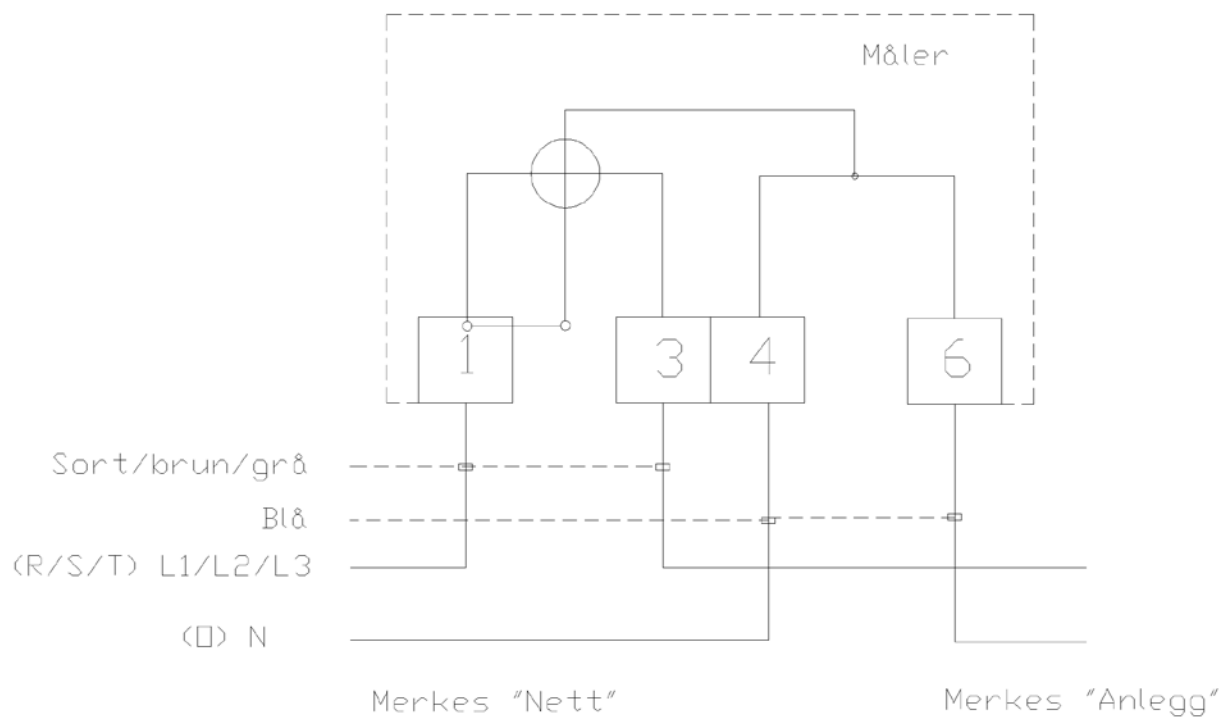 Måler
1 3 4 6
Sort/brun/grå
Blå
(R/S/T) L1/L2/L3
(▯) N
Merkes "Nett" Merkes "Anlegg"